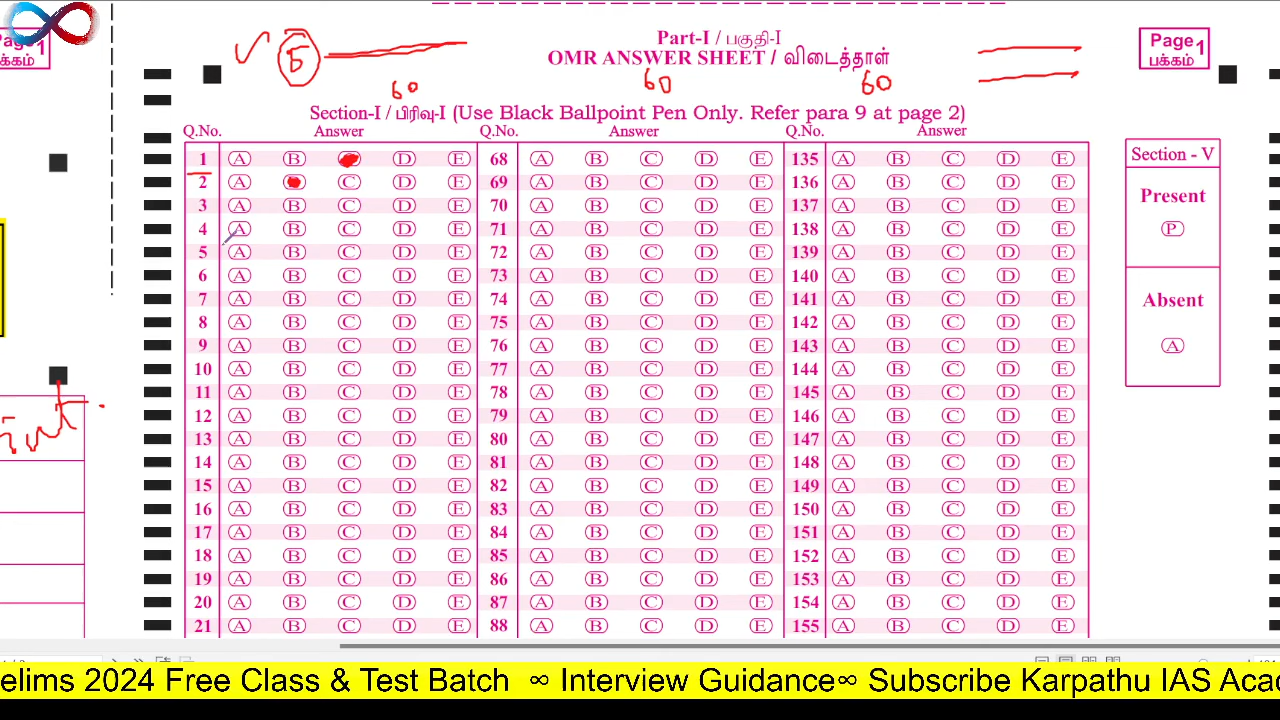 Page 1
பக்கம்
5
Part-I / பகுதி-I
OMR ANSWER SHEET / விடைத்தாள்
Page 1
பக்கம்
60 60 60
Section-I / பிரிவு-I (Use Black Ballpoint Pen Only. Refer para 9 at page 2)
Q.No. Answer Q.No. Answer Q.No. Answer
1 A B D E 68 A B C D E 135 A B C D E
2 A C D E 69 A B C D E 136 A B C D E
3 A B C D E 70 A B C D E 137 A B C D E
4 A B C D E 71 A B C D E 138 A B C D E
5 A B C D E 72 A B C D E 139 A B C D E
6 A B C D E 73 A B C D E 140 A B C D E
7 A B C D E 74 A B C D E 141 A B C D E
8 A B C D E 75 A B C D E 142 A B C D E
9 A B C D E 76 A B C D E 143 A B C D E
10 A B C D E 77 A B C D E 144 A B C D E
11 A B C D E 78 A B C D E 145 A B C D E
12 A B C D E 79 A B C D E 146 A B C D E
13 A B C D E 80 A B C D E 147 A B C D E
14 A B C D E 81 A B C D E 148 A B C D E
15 A B C D E 82 A B C D E 149 A B C D E
16 A B C D E 83 A B C D E 150 A B C D E
17 A B C D E 84 A B C D E 151 A B C D E
18 A B C D E 85 A B C D E 152 A B C D E
19 A B C D E 86 A B C D E 153 A B C D E
20 A B C D E 87 A B C D E 154 A B C D E
21 A B C D E 88 A B C D E 155 A B C D E
Section - V
Present
P
Absent
A
elims 2024 Free Class & Test Batch ∞ Interview Guidance∞ Subscribe Karpathu IAS Aca